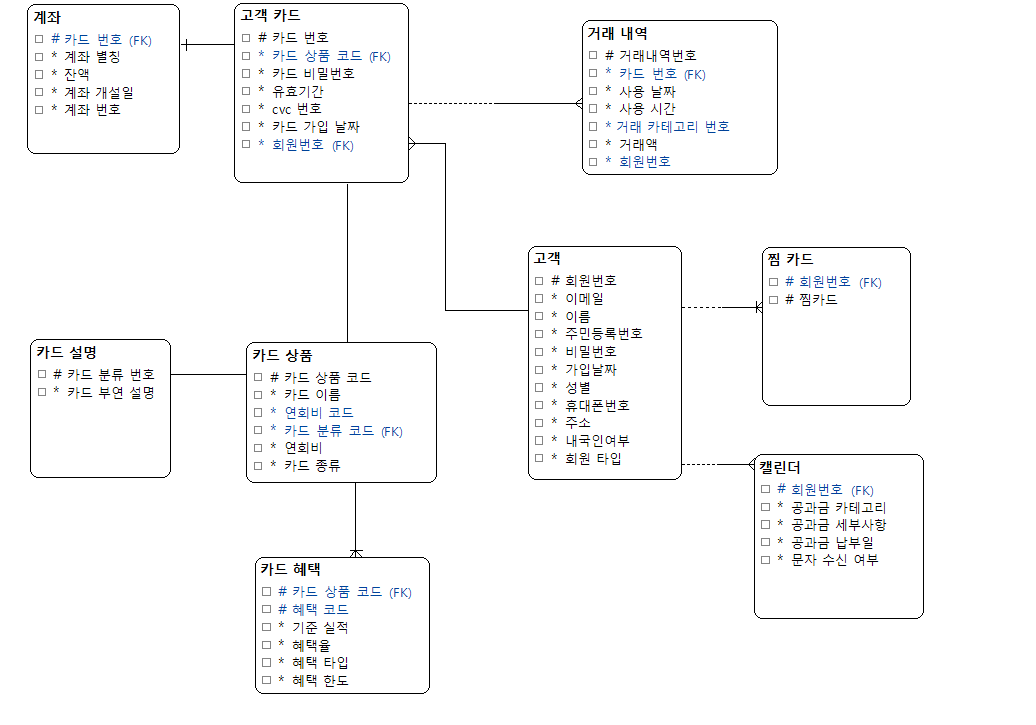 계좌
# 카드 번호 (FK)
* 계좌 별칭
* 잔액
* 계좌 개설일
* 계좌 번호
고객 카드
# 카드 번호
* 카드 상품 코드 (FK)
* 카드 비밀번호
* 유효기간
* cvc 번호
* 카드 가입 날짜
* 회원번호 (FK)
거래 내역
# 거래내역번호
* 카드 번호 (FK)
* 사용 날짜
* 사용 시간
* 거래 카테고리 번호
* 거래액
* 회원번호
고객
# 회원번호
* 이메일
* 이름
* 주민등록번호
* 비밀번호
* 가입날짜
* 성별
* 휴대폰번호
* 주소
* 내국인여부
* 회원 타입
찜 카드
# 회원번호 (FK)
# 찜카드
카드 설명
# 카드 분류 번호
* 카드 부연 설명
카드 상품
# 카드 상품 코드
* 카드 이름
* 연회비 코드
* 카드 분류 코드 (FK)
* 연회비
* 카드 종류
캘린더
# 회원번호 (FK)
* 공과금 카테고리
* 공과금 세부사항
* 공과금 납부일
* 문자 수신 여부
카드 혜택
# 카드 상품 코드 (FK)
# 혜택 코드
* 기준 실적
* 혜택율
* 혜택 타입
* 혜택 한도